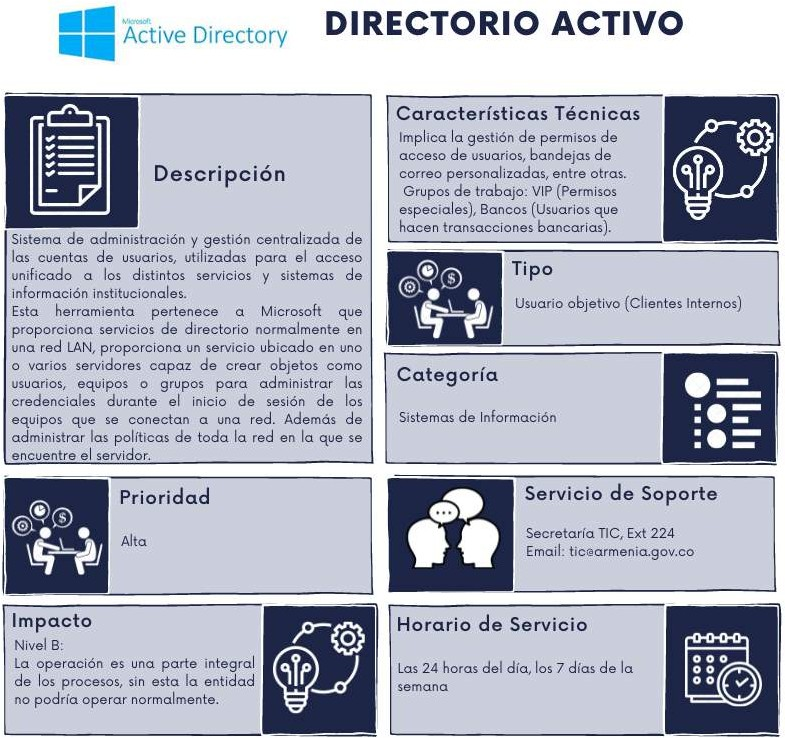 Microsoft
Active Directory
DIRECTORIO ACTIVO
Descripción
Sistema de administración y gestión centralizada de
las cuentas de usuarios, utilizadas para el acceso
unificado a los distintos servicios y sistemas de
información institucionales.
Esta herramienta pertenece a Microsoft que
proporciona servicios de directorio normalmente en
una red LAN, proporciona un servicio ubicado en uno
o varios servidores capaz de crear objetos como
usuarios, equipos o grupos para administrar las
credenciales durante el inicio de sesión de los
equipos que se conectan a una red. Además de
administrar las políticas de toda la red en la que se
encuentre el servidor.
Características Técnicas
Implica la gestión de permisos de
acceso de usuarios, bandejas de
correo personalizadas, entre otras.
Grupos de trabajo: VIP (Permisos
especiales), Bancos (Usuarios que
hacen transacciones bancarias).
Tipo
Usuario objetivo (Clientes Internos)
Categoría
Sistemas de Información
Prioridad
Alta
Servicio de Soporte
Secretaría TIC, Ext 224
Email: tic@armenia.gov.co
Impacto
Nivel B:
La operación es una parte integral
de los procesos, sin esta la entidad
no podría operar normalmente.
Horario de Servicio
Las 24 horas del día, los 7 días de la
semana